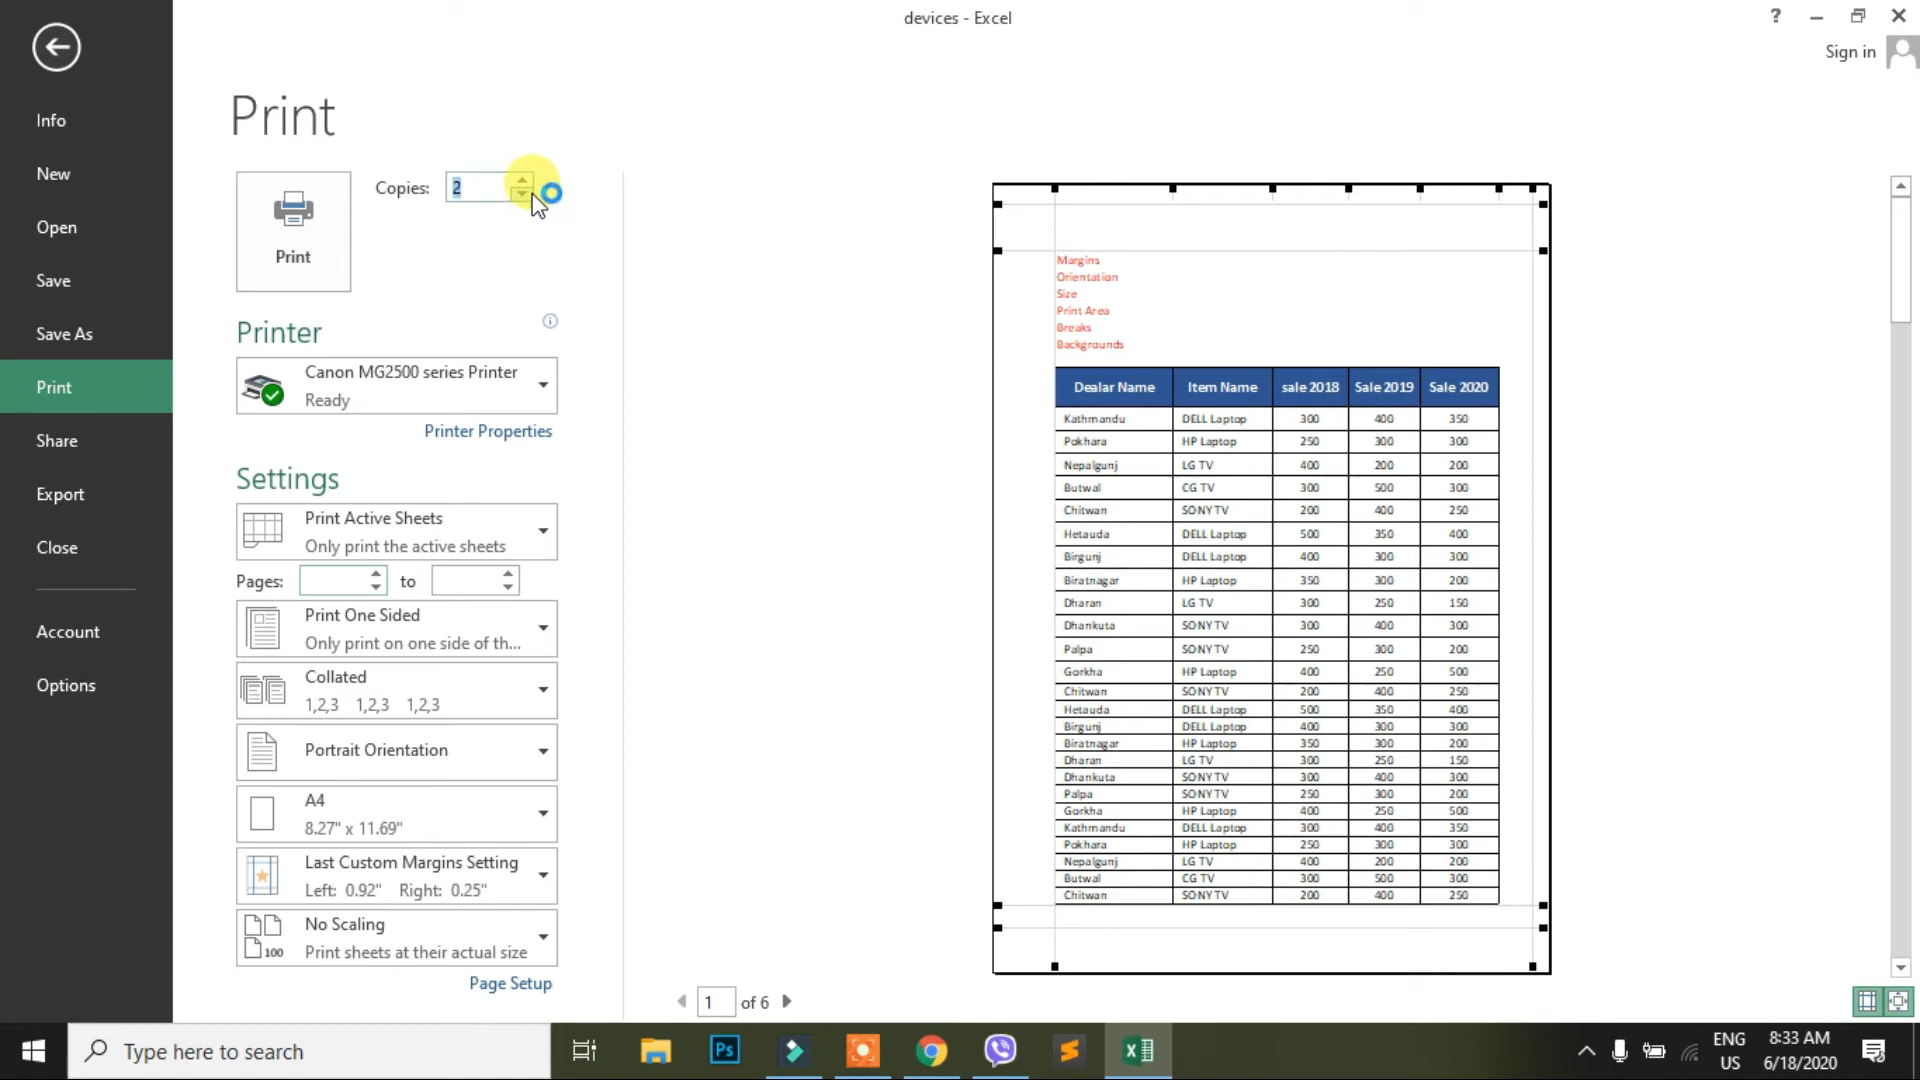 devices - Excel
?
Sign in
Info
New
Open
Save
Save As
Print
Share
Export
Close
Account
Options
Print
Print
Copies: 2
Printer
Canon MG2500 series Printer
Ready
Printer Properties
Settings
Print Active Sheets
Only print the active sheets
Pages: to
Print One Sided
Only print on one side of th...
Collated
1,2,3 1,2,3 1,2,3
Portrait Orientation
A4
8.27" x 11.69"
Last Custom Margins Setting
Left: 0.92" Right: 0.25"
100
No Scaling
Print sheets at their actual size
Page Setup
Margins
Orientation
Size
Print Area
Breaks
Backgrounds
Dealar Name Item Name sale 2018 Sale 2019 Sale 2020
Kathmandu DELL Laptop 300 400 350
Pokhara HP Laptop 250 300 300
Nepalgunj LG TV 400 200 200
Butwal CG TV 300 500 300
Chitwan SONY TV 200 400 250
Hetauda DELL Laptop 500 350 400
Birgunj DELL Laptop 400 300 300
Biratnagar HP Laptop 350 300 200
Dharan LG TV 300 250 150
Dhankuta SONY TV 300 400 300
Palpa SONY TV 250 300 200
Gorkha HP Laptop 400 250 500
Chitwan SONY TV 200 400 250
Hetauda DELL Laptop 500 350 400
Birgunj DELL Laptop 400 300 300
Biratnagar HP Laptop 350 300 200
Dharan LG TV 300 250 150
Dhankuta SONY TV 300 400 300
Palpa SONY TV 250 300 200
Gorkha HP Laptop 400 250 500
Kathmandu DELL Laptop 300 400 350
Pokhara HP Laptop 250 300 300
Nepalgunj LG TV 400 200 200
Butwal CG TV 300 500 300
Chitwan SONY TV 200 400 250
1 of 6
Type here to search
Ps
ENG
US
8:33 AM
6/18/2020